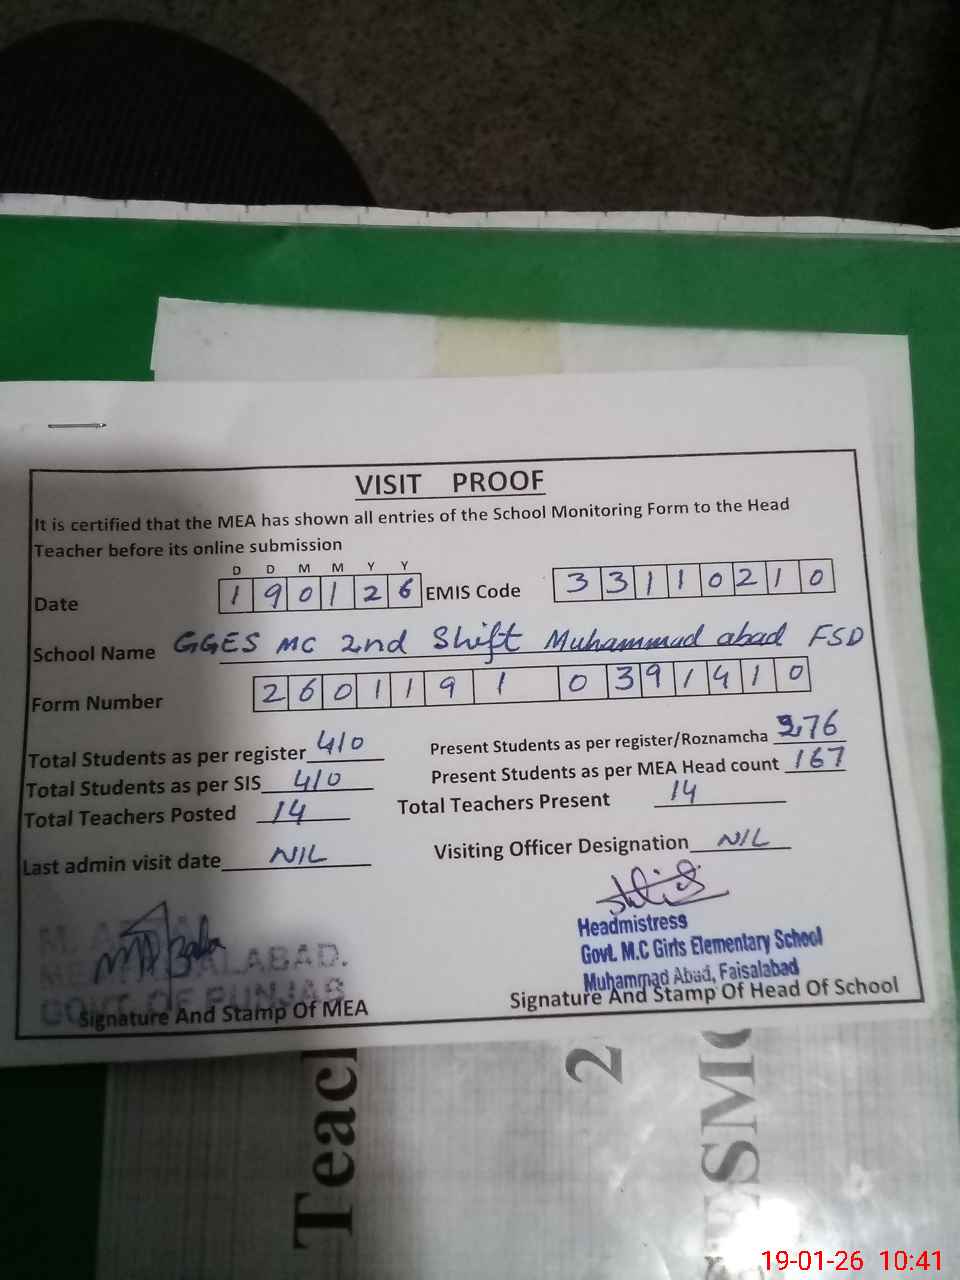 VISIT PROOF
It is certified that the MEA has shown all entries of the School Monitoring Form to the Head
Teacher before its online submission
D D M M Y Y
Date 1 9 0 1 2 6 EMIS Code 3 3 1 1 0 2 1 0
School Name GGES MC 2nd Shift Muhammad abad FSD
Form Number 2 6 0 1 1 9 1 0 3 9 1 4 1 0
Total Students as per register 410 Present Students as per register/Roznamcha 276
Total Students as per SIS 410 Present Students as per MEA Head count 167
Total Teachers Posted 14 Total Teachers Present 14
Last admin visit date NIL Visiting Officer Designation NIL
Headmistress
Govt. M.C Girls Elementary School
Muhammad Abad, Faisalabad
GOVT. OF PUNJAB
Signature And Stamp Of MEA Signature And Stamp Of Head Of School
Teac
2
19-01-26 10:41